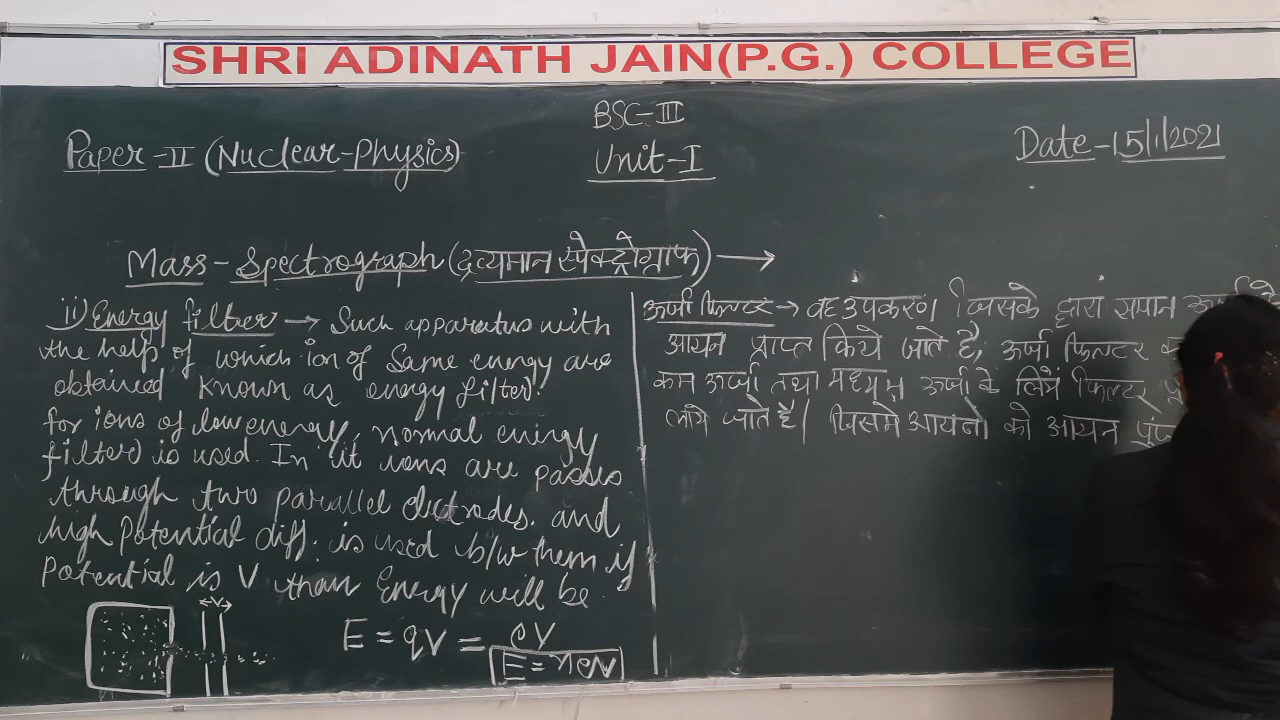 SHRI ADINATH JAIN(P.G.) COLLEGE
BSC-III
Paper-II (Nuclear-Physics)
Unit-I
Date-15/1/2021
Mass-Spectrograph (द्रव्यमान स्पेक्ट्रोग्राफ) →
ii) Energy filter → Such apparatus with
the help of which ion of Same energy are
obtained known as energy filter.
for ions of low energy, normal enirgy
filter is used. In it ions are passes
through two parallel electrodes. and
high potential diff. is used b/w them. if
potential is V than Energy will be.
V
E = qV = eV
E = neV
ऊर्जा फिल्टर → वह उपकरण। जिसके द्वारा समान
आयन प्राप्त किये जाते है, ऊर्जा फिल्टर
कम ऊर्जा तथा मध्यम ऊर्जा के लिये फिल्टर
लाये जाते है। जिसमे आयनो को आयन